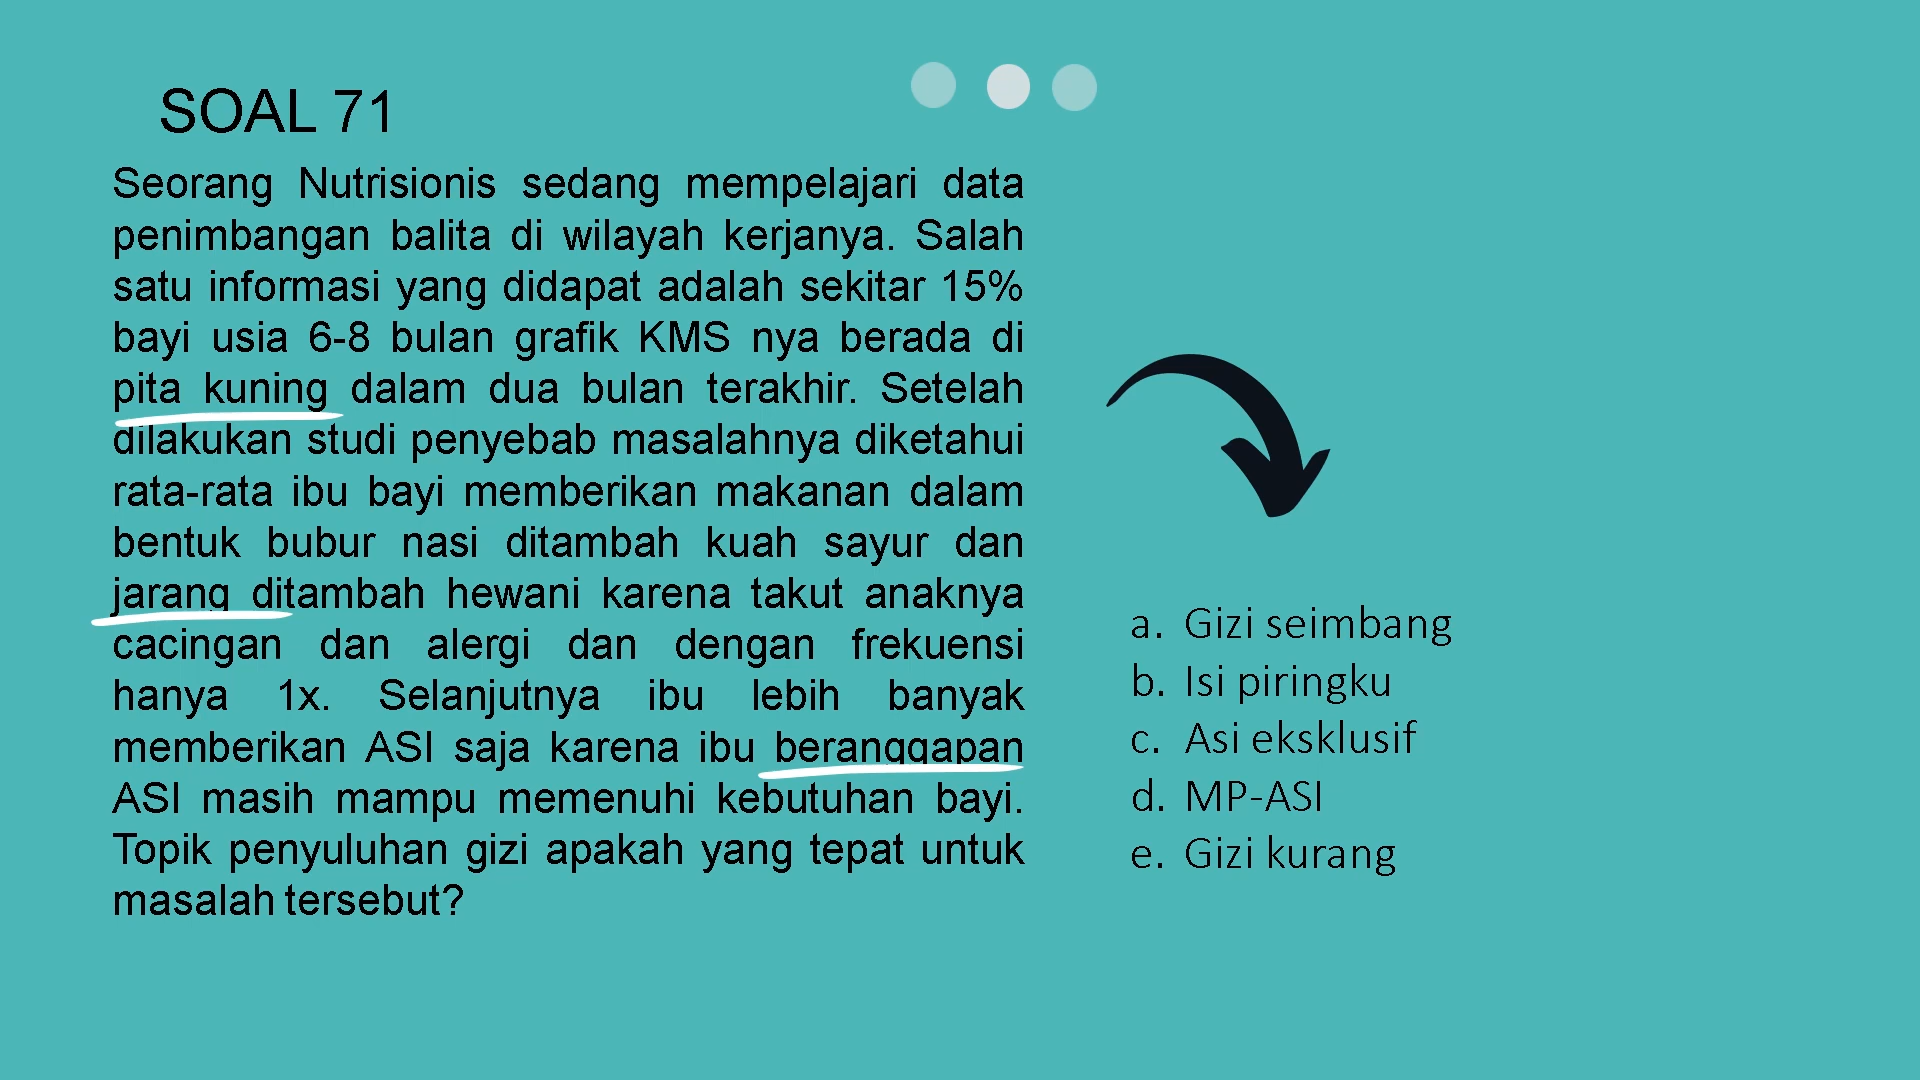 SOAL 71
Seorang Nutrisionis sedang mempelajari data
penimbangan balita di wilayah kerjanya. Salah
satu informasi yang didapat adalah sekitar 15%
bayi usia 6-8 bulan grafik KMS nya berada di
pita kuning dalam dua bulan terakhir. Setelah
dilakukan studi penyebab masalahnya diketahui
rata-rata ibu bayi memberikan makanan dalam
bentuk bubur nasi ditambah kuah sayur dan
jarang ditambah hewani karena takut anaknya
cacingan dan alergi dan dengan frekuensi
hanya 1x. Selanjutnya ibu lebih banyak
memberikan ASI saja karena ibu beranggapan
ASI masih mampu memenuhi kebutuhan bayi.
Topik penyuluhan gizi apakah yang tepat untuk
masalah tersebut?
a. Gizi seimbang
b. Isi piringku
c. Asi eksklusif
d. MP-ASI
e. Gizi kurang